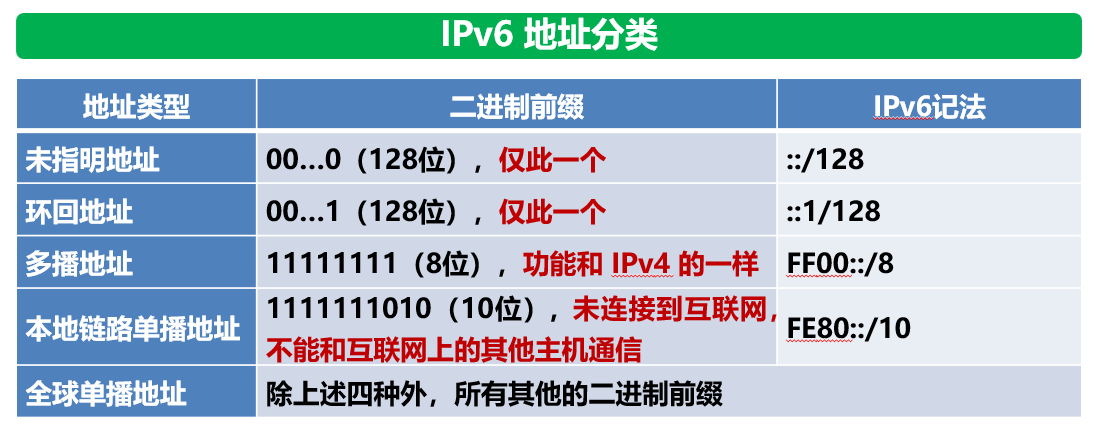 IPv6 地址分类
地址类型 二进制前缀 IPv6记法
未指明地址 00…0（128位），仅此一个 ::/128
环回地址 00…1（128位），仅此一个 ::1/128
多播地址 11111111（8位），功能和 IPv4 的一样 FF00::/8
本地链路单播地址 1111111010（10位），未连接到互联网， FE80::/10
不能和互联网上的其他主机通信
全球单播地址 除上述四种外，所有其他的二进制前缀